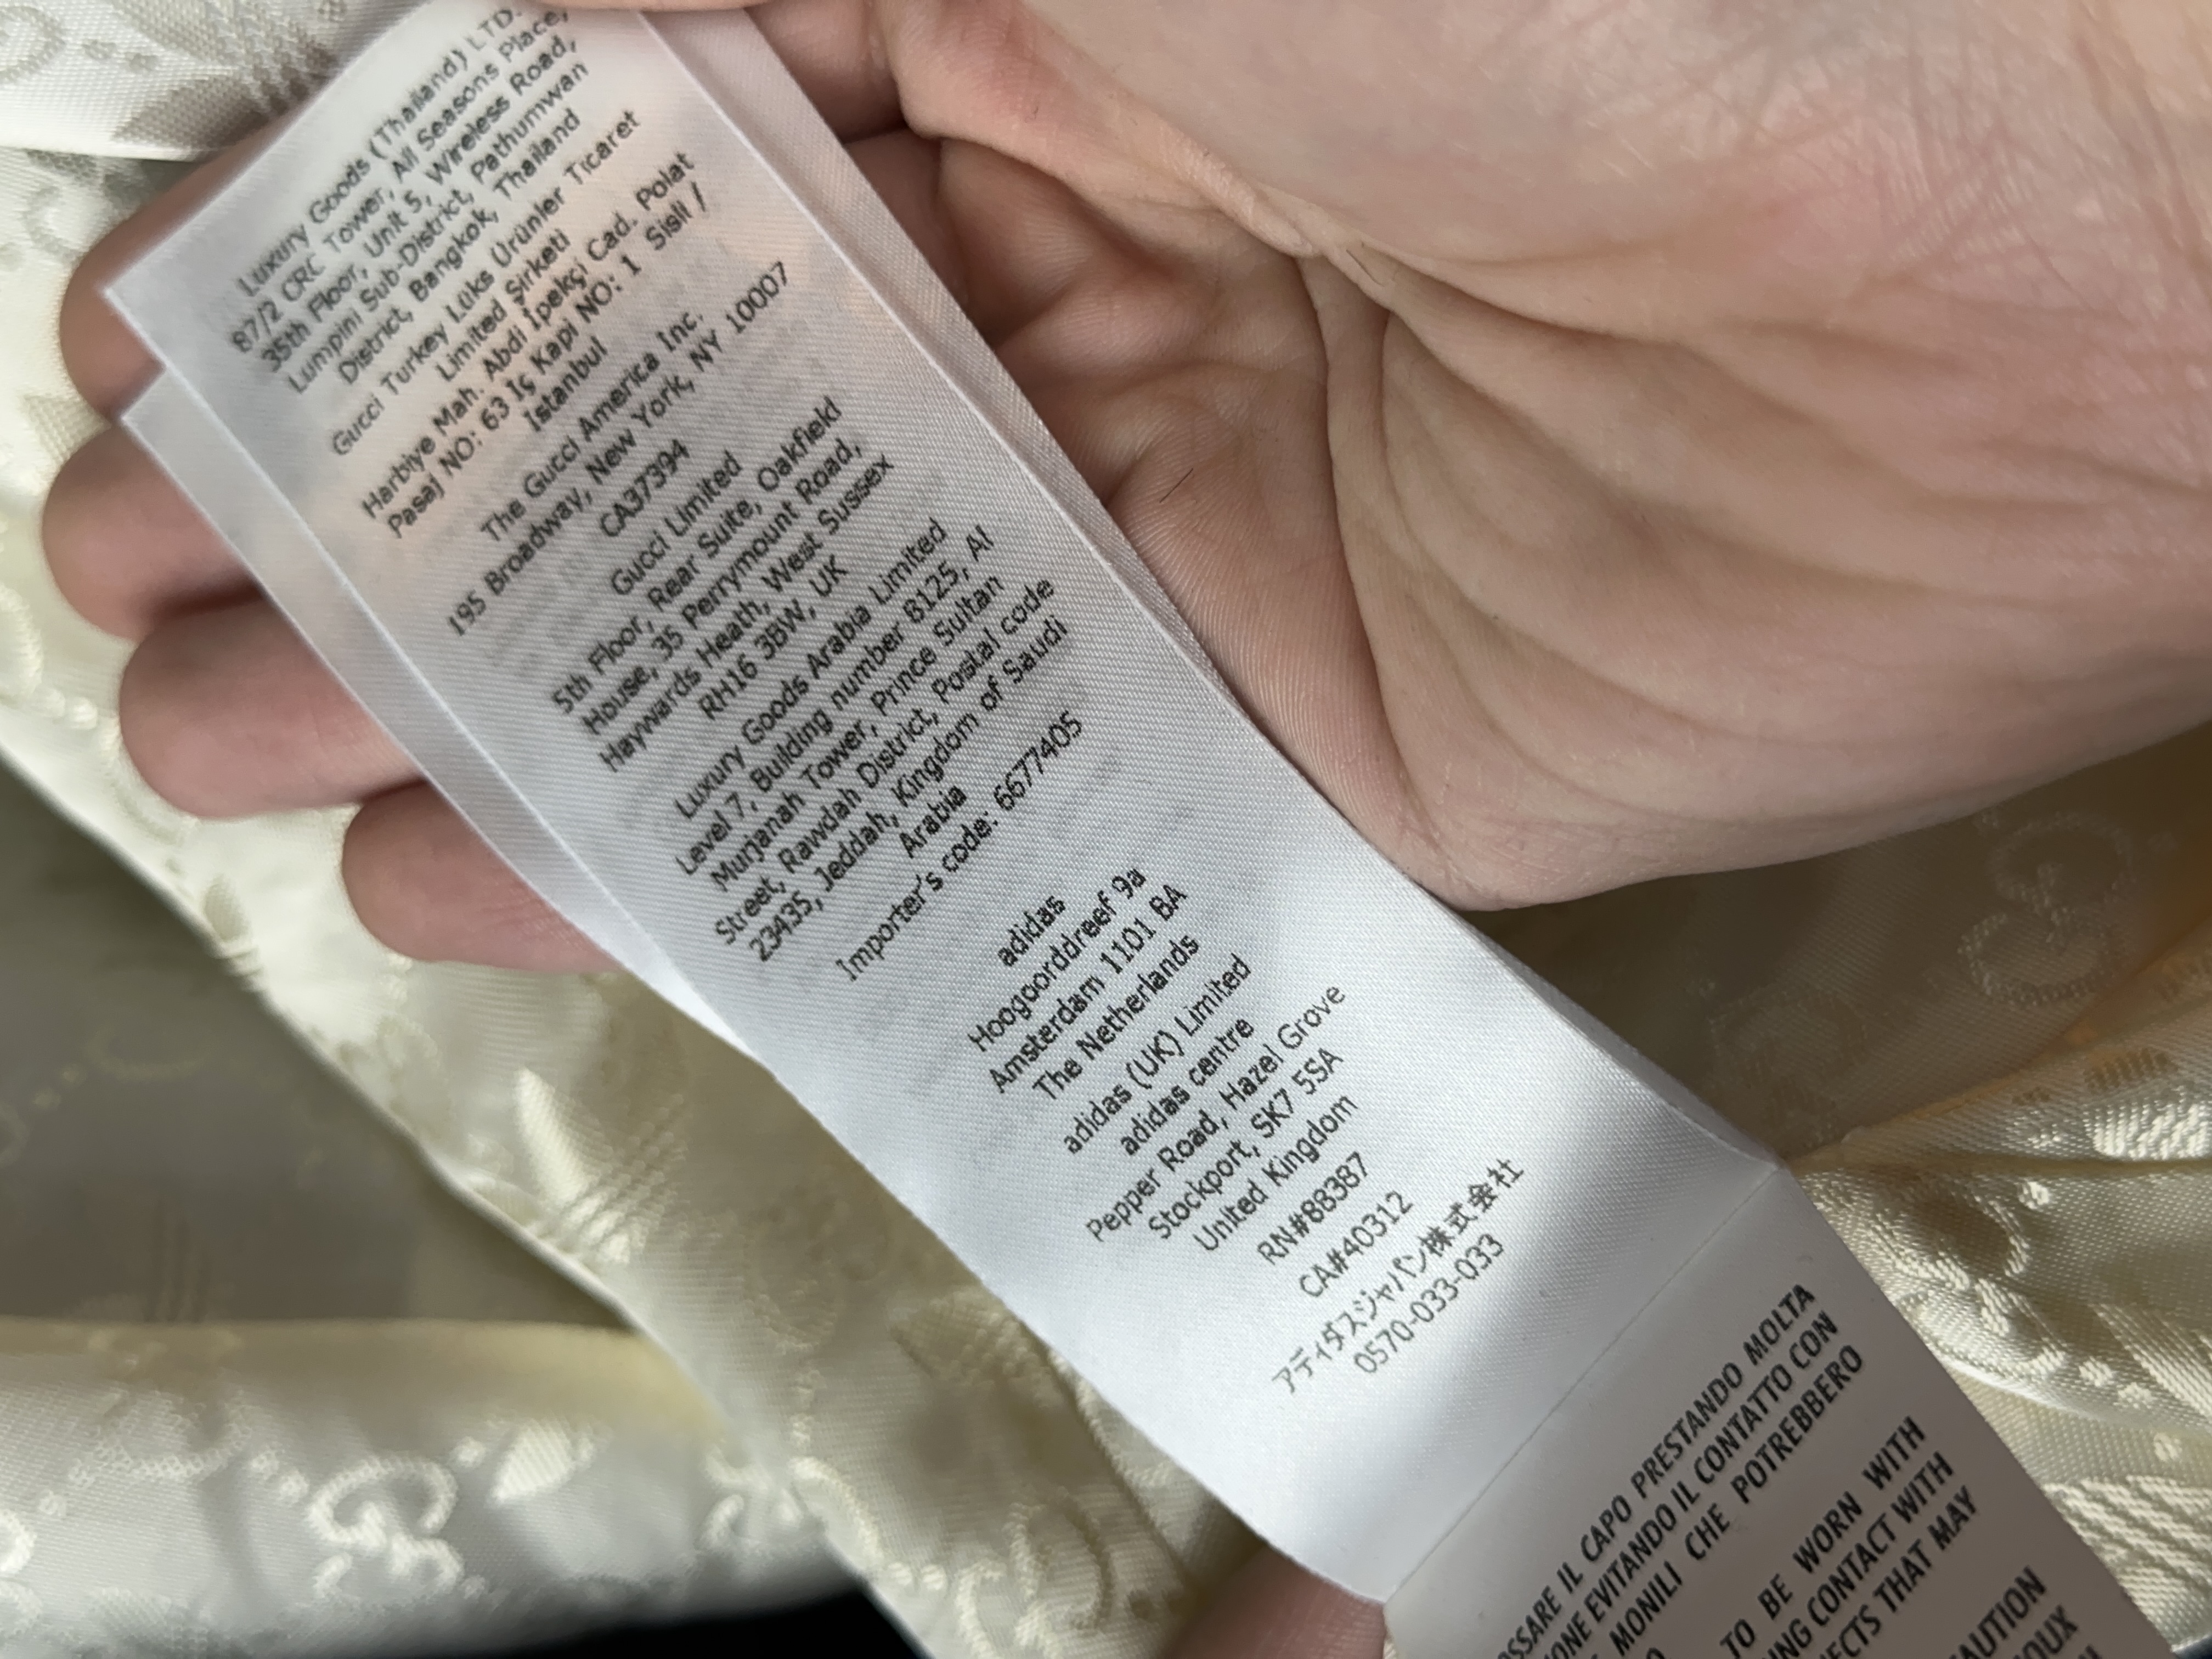 Luxury Goods (Thailand) LTD.
87/2 CRC Tower, All Seasons Place,
35th Floor, Unit 5, Wireless Road,
Lumpini Sub-District, Pathumwan
District, Bangkok, Thailand
Gucci Turkey Lüks Ürünler Ticaret
Limited Şirketi
Harbiye Mah. Abdi İpekçi Cad. Polat
Pasaj NO: 63 İç Kapi NO: 1 Sisli /
Istanbul
The Gucci America Inc.
195 Broadway, New York, NY 10007
CA37394
Gucci Limited
5th Floor, Rear Suite, Oakfield
House, 35 Perrymount Road,
Haywards Heath, West Sussex
RH16 3BW, UK
Luxury Goods Arabia Limited
Level 7, Building number 8125, Al
Murjanah Tower, Prince Sultan
Street, Rawdah District, Postal code
23435, Jeddah, Kingdom of Saudi
Arabia
Importer's code: 6677405
adidas
Hoogoorddreef 9a
Amsterdam 1101 BA
The Netherlands
adidas (UK) Limited
adidas centre
Pepper Road, Hazel Grove
Stockport, SK7 5SA
United Kingdom
RN#88387
CA#40312
アディダスジャパン株式会社
0570-033-033
OSSARE IL CAPO PRESTANDO MOLTA
IONE EVITANDO IL CONTATTO CON
MONILI CHE POTREBBERO
TO BE WORN WITH
ING CONTACT WITH
JECTS THAT MAY
CAUTION